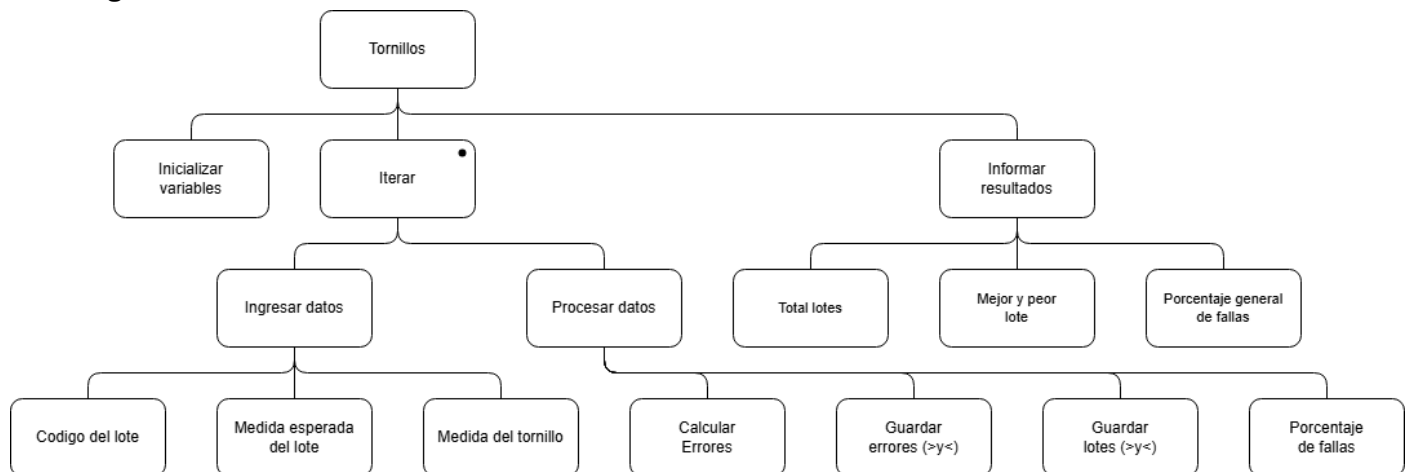 Tornillos
Inicializar
variables
Iterar
Informar
resultados
Ingresar datos
Procesar datos
Total lotes
Mejor y peor
lote
Porcentaje general
de fallas
Codigo del lote
Medida esperada
del lote
Medida del tornillo
Calcular
Errores
Guardar
errores (>y<)
Guardar
lotes (>y<)
Porcentaje
de fallas